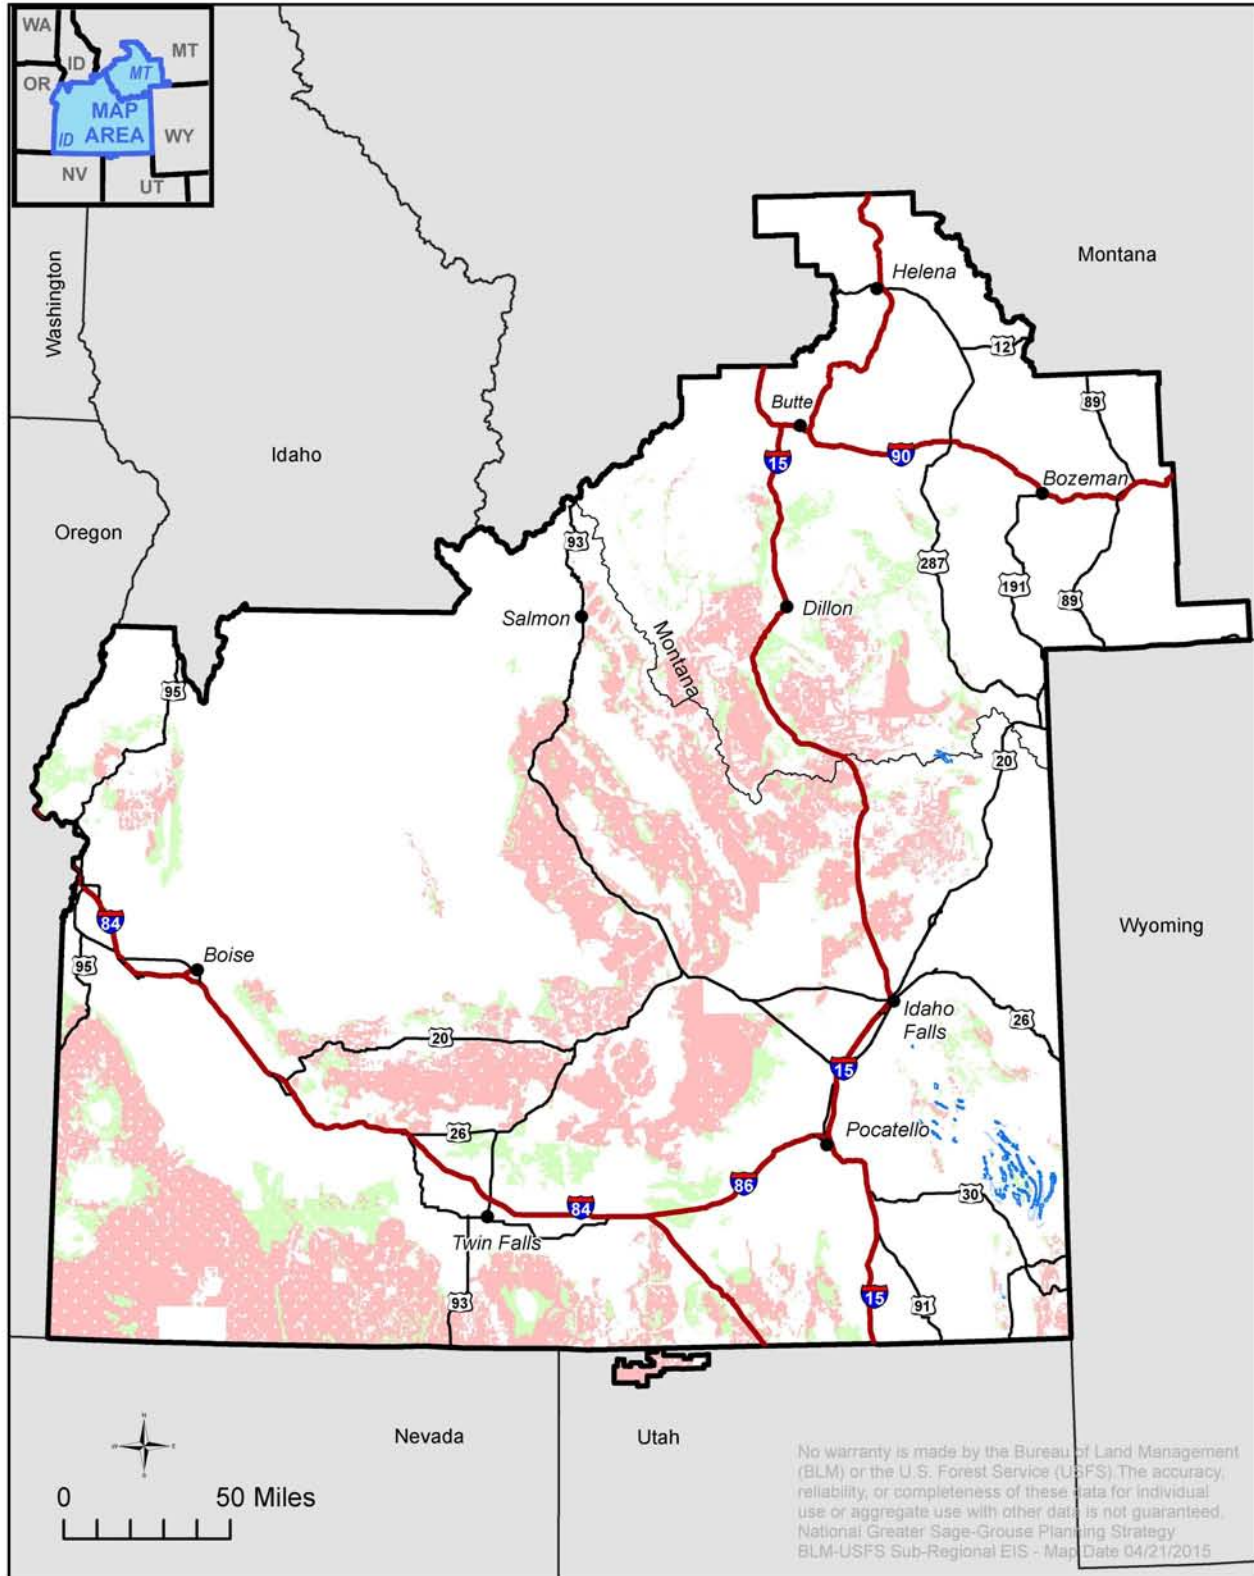 WA
MT
ID
MT
OR
MAP
AREA
ID
WY
NV
UT
Washington
Montana
Helena
12
Butte
89
Idaho
15
90
Bozeman
Oregon
93
287
191
89
Salmon
Dillon
Montana
95
20
84
Wyoming
Boise
95
Idaho
Falls
26
20
15
26
Pocatello
86
30
84
Twin Falls
93
15
91
Nevada
Utah
N
W
E
S
0
50 Miles
No warranty is made by the Bureau of Land Management
(BLM) or the U.S. Forest Service (USFS).The accuracy,
reliability, or completeness of these data for individual
use or aggregate use with other data is not guaranteed.
National Greater Sage-Grouse Planning Strategy
BLM-USFS Sub-Regional EIS - Map Date 04/21/2015